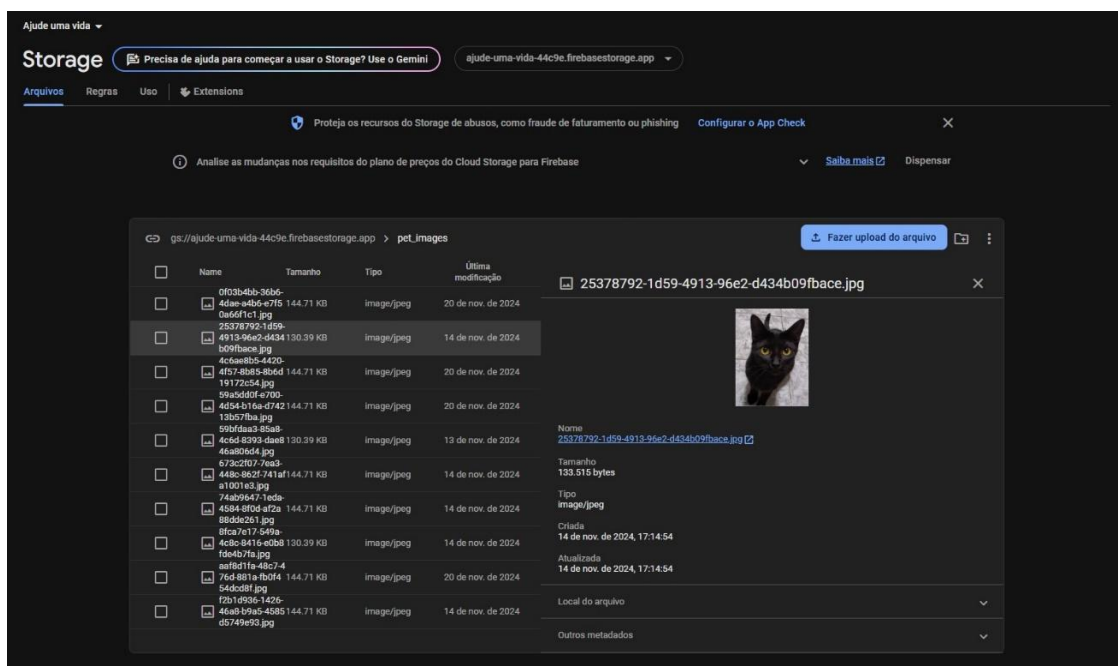 Ajude uma vida
Storage
Precisa de ajuda para começar a usar o Storage? Use o Gemini
ajude-uma-vida-44c9e.firebasestorage.app
Arquivos Regras Uso Extensions
Proteja os recursos do Storage de abusos, como fraude de faturamento ou phishing Configurar o App Check
Analise as mudanças nos requisitos do plano de preços do Cloud Storage para Firebase Saiba mais Dispensar
gs://ajude-uma-vida-44c9e.firebasestorage.app > pet_images
Fazer upload do arquivo
Name Tamanho Tipo Última modificação
0f03b4bb-36b6-
4dae-a4b6-e7f5 144.71 KB image/jpeg 20 de nov. de 2024
0a66f1c1.jpg
25378792-1d59-
4913-96e2-d434 130.39 KB image/jpeg 14 de nov. de 2024
b09fbace.jpg
4c6ae8b5-4420-
4f57-8b85-8b6d 144.71 KB image/jpeg 20 de nov. de 2024
19172c54.jpg
59a5dd0f-e700-
4d54-b16a-d742 144.71 KB image/jpeg 20 de nov. de 2024
13b57fba.jpg
59bfdaa3-85a8-
4c6d-8393-dae8 130.39 KB image/jpeg 13 de nov. de 2024
46a806d4.jpg
673c2f07-7ea3-
448c-862f-741af 144.71 KB image/jpeg 14 de nov. de 2024
a1001e3.jpg
74ab9647-1eda-
4584-8f0d-af2a 144.71 KB image/jpeg 14 de nov. de 2024
88dde261.jpg
8fca7e17-549a-
4c8c-8416-e0b8 130.39 KB image/jpeg 14 de nov. de 2024
fde4b7fa.jpg
aaf8d1fa-48c7-4
76d-881a-fb0f4 144.71 KB image/jpeg 20 de nov. de 2024
54dcd8f.jpg
f2b1d936-1426-
46a8-b9a5-4585 144.71 KB image/jpeg 14 de nov. de 2024
d5749e93.jpg
25378792-1d59-4913-96e2-d434b09fbace.jpg
Nome
25378792-1d59-4913-96e2-d434b09fbace.jpg
Tamanho
133.515 bytes
Tipo
image/jpeg
Criada
14 de nov. de 2024, 17:14:54
Atualizada
14 de nov. de 2024, 17:14:54
Local do arquivo
Outros metadados